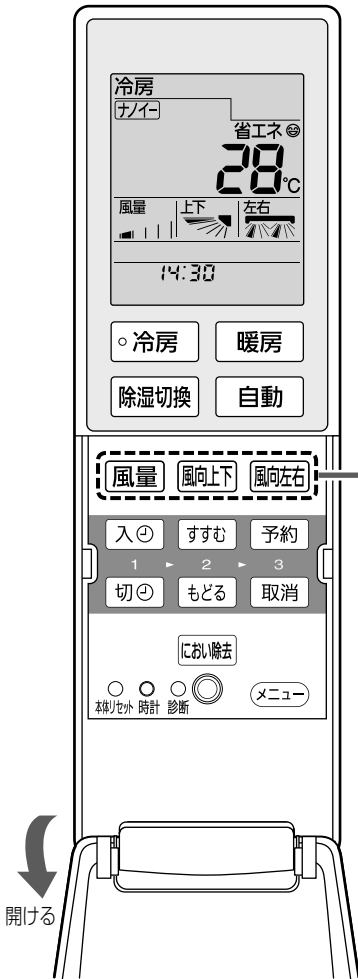 冷房
ナノイー
省エネ
28℃
風量 上下 左右
14:30
冷房 暖房
除湿切換 自動
風量 風向上下 風向左右
入 すすむ 予約
1 ► 2 ► 3
切 もどる 取消
におい除去
本体リセット 時計 診断 メニュー
開ける